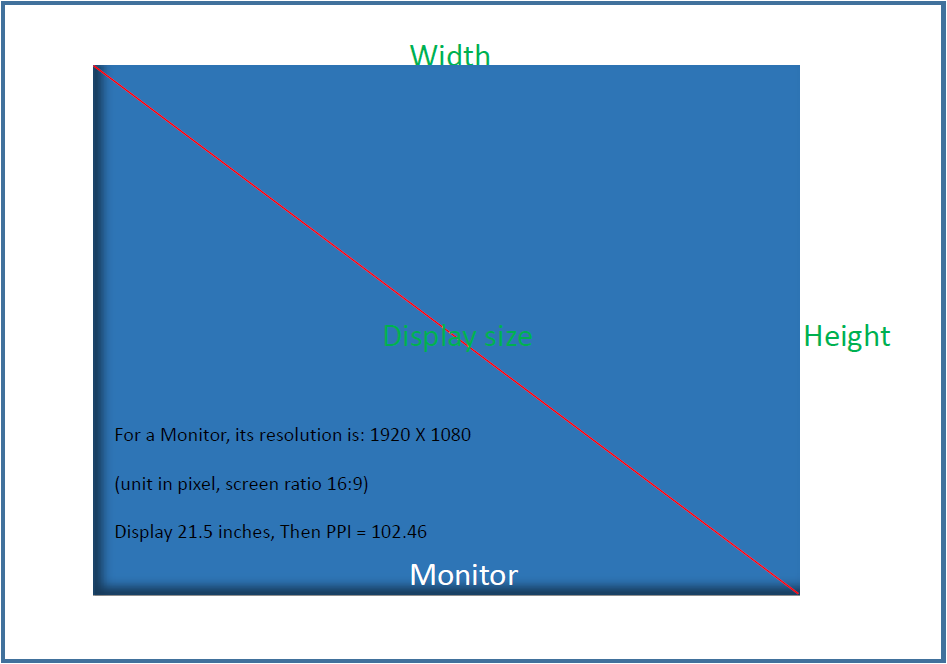 Width
Display size
Height
For a Monitor, its resolution is: 1920 X 1080
(unit in pixel, screen ratio 16:9)
Display 21.5 inches, Then PPI = 102.46
Monitor